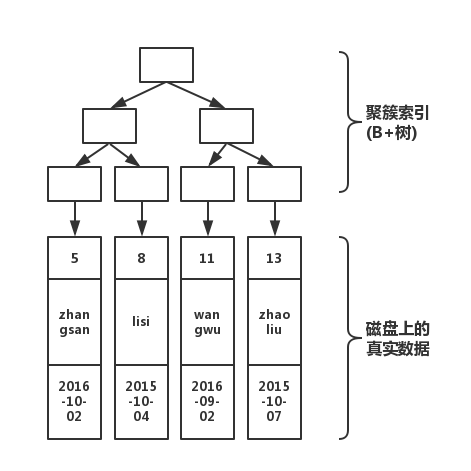 聚簇索引
(B+树)
5
8
11
13
zhan
gsan
lisi
wan
gwu
zhao
liu
磁盘上的
真实数据
2016
-10-
02
2015
-10-
04
2016
-09-
02
2015
-10-
07